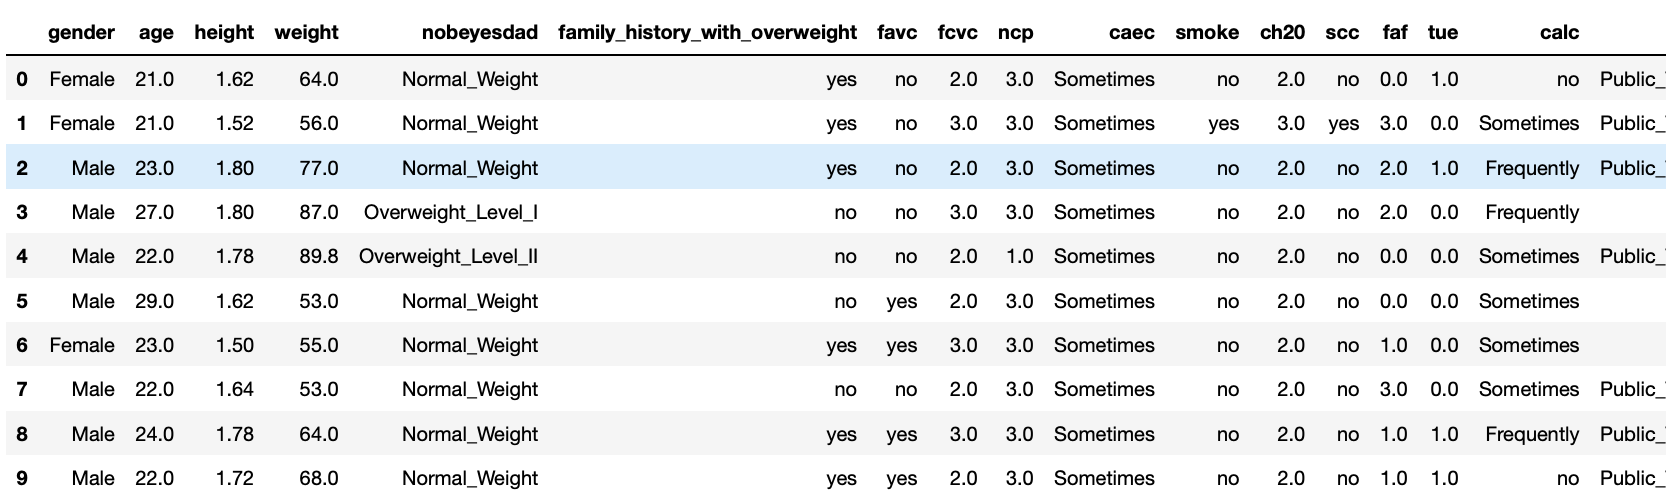 gender age height weight nobeyesdad family_history_with_overweight favc fcvc ncp caec smoke ch20 scc faf tue calc
0 Female 21.0 1.62 64.0 Normal_Weight yes no 2.0 3.0 Sometimes no 2.0 no 0.0 1.0 no Public_
1 Female 21.0 1.52 56.0 Normal_Weight yes no 3.0 3.0 Sometimes yes 3.0 yes 3.0 0.0 Sometimes Public_
2 Male 23.0 1.80 77.0 Normal_Weight yes no 2.0 3.0 Sometimes no 2.0 no 2.0 1.0 Frequently Public_
3 Male 27.0 1.80 87.0 Overweight_Level_I no no 3.0 3.0 Sometimes no 2.0 no 2.0 0.0 Frequently
4 Male 22.0 1.78 89.8 Overweight_Level_II no no 2.0 1.0 Sometimes no 2.0 no 0.0 0.0 Sometimes Public_
5 Male 29.0 1.62 53.0 Normal_Weight no yes 2.0 3.0 Sometimes no 2.0 no 0.0 0.0 Sometimes
6 Female 23.0 1.50 55.0 Normal_Weight yes yes 3.0 3.0 Sometimes no 2.0 no 1.0 0.0 Sometimes
7 Male 22.0 1.64 53.0 Normal_Weight no no 2.0 3.0 Sometimes no 2.0 no 3.0 0.0 Sometimes Public_
8 Male 24.0 1.78 64.0 Normal_Weight yes yes 3.0 3.0 Sometimes no 2.0 no 1.0 1.0 Frequently Public_
9 Male 22.0 1.72 68.0 Normal_Weight yes yes 2.0 3.0 Sometimes no 2.0 no 1.0 1.0 no Public_